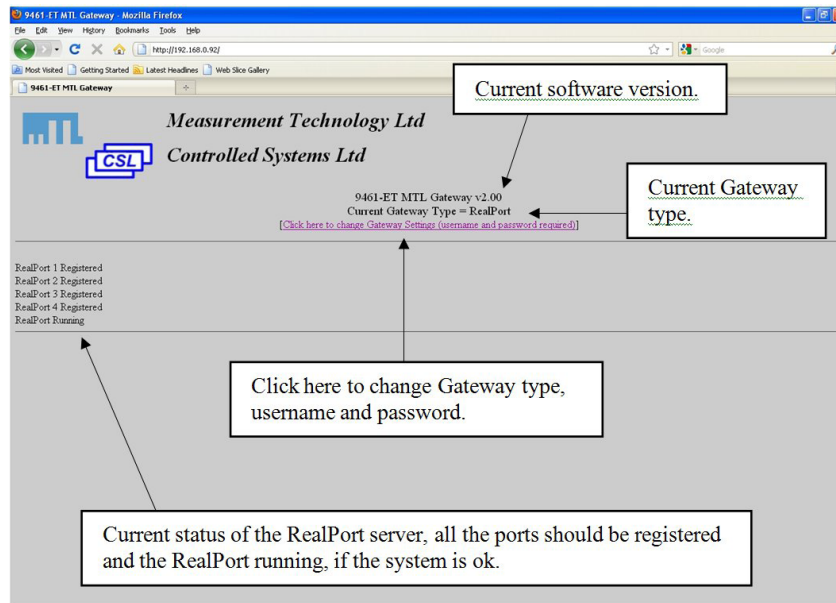 9461-ET MTL Gateway - Mozilla Firefox
File Edit View History Bookmarks Tools Help
http://192.168.0.92/
Google
Most Visited Getting Started Latest Headlines Web Slice Gallery
9461-ET MTL Gateway
Current software version.
MTL
Measurement Technology Ltd
CSL
Controlled Systems Ltd
9461-ET MTL Gateway v2.00
Current Gateway Type = RealPort
[Click here to change Gateway Settings (username and password required)]
Current Gateway
type.
RealPort 1 Registered
RealPort 2 Registered
RealPort 3 Registered
RealPort 4 Registered
RealPort Running
Click here to change Gateway type,
username and password.
Current status of the RealPort server, all the ports should be registered
and the RealPort running, if the system is ok.